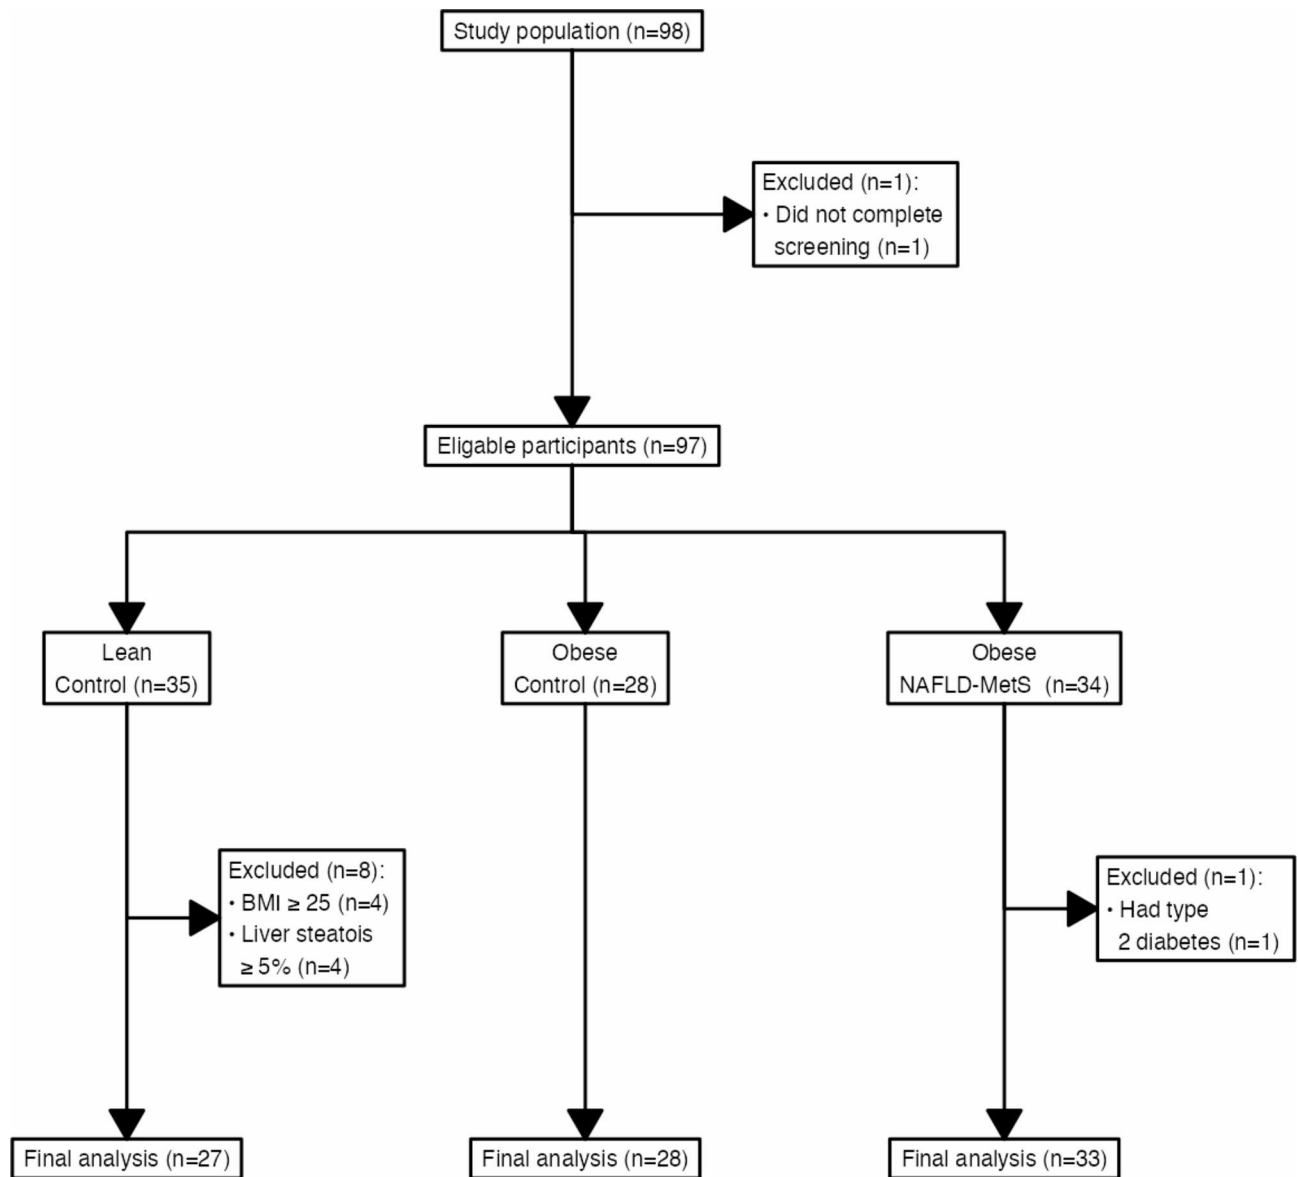 Study population (n=98)
Excluded (n=1):
• Did not complete
screening (n=1)
Eligable participants (n=97)
Lean
Control (n=35)
Obese
Control (n=28)
Obese
NAFLD-MetS (n=34)
Excluded (n=8):
• BMI ≥ 25 (n=4)
• Liver steatois
≥ 5% (n=4)
Excluded (n=1):
• Had type
2 diabetes (n=1)
Final analysis (n=27)
Final analysis (n=28)
Final analysis (n=33)